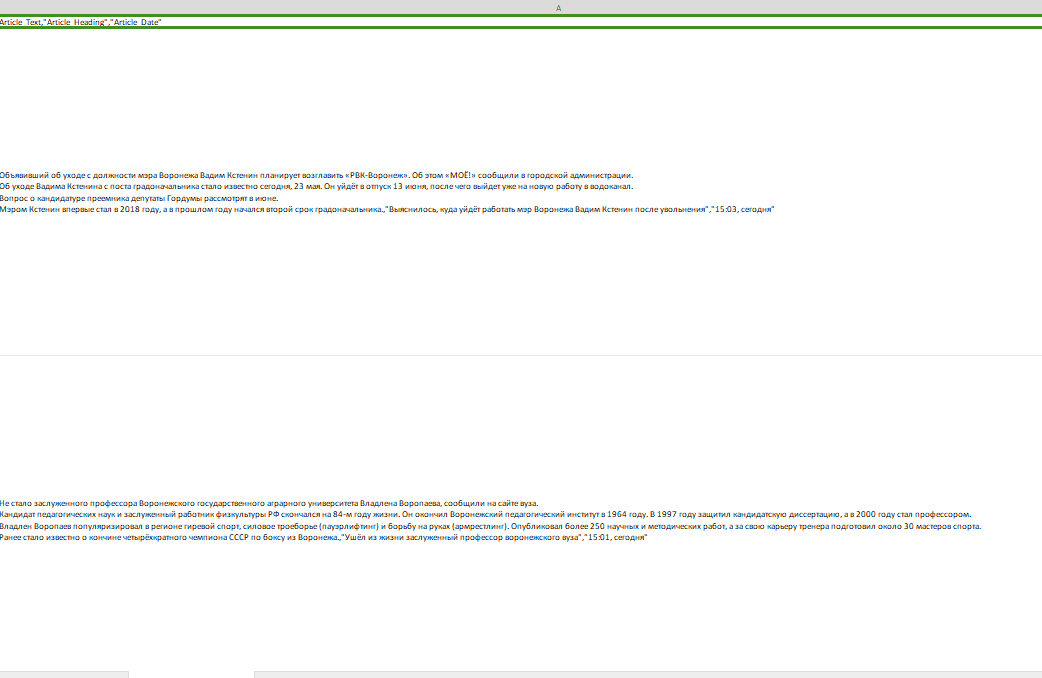 A
Article_Text,"Article_Heading","Article_Date"
Объявивший об уходе с должности мэра Воронежа Вадим Кстенин планирует возглавить «РВК-Воронеж». Об этом «МОЁ!» сообщили в городской администрации.
Об уходе Вадима Кстенина с поста градоначальника стало известно сегодня, 23 мая. Он уйдёт в отпуск 13 июня, после чего выйдет уже на новую работу в водоканал.
Вопрос о кандидатуре преемника депутаты Гордумы рассмотрят в июне.
Мэром Кстенин впервые стал в 2018 году, а в прошлом году начался второй срок градоначальника.,"Выяснилось, куда уйдёт работать мэр Воронежа Вадим Кстенин после увольнения","15:03, сегодня"
Не стало заслуженного профессора Воронежского государственного аграрного университета Владлена Воропаева, сообщили на сайте вуза.
Кандидат педагогических наук и заслуженный работник физкультуры РФ скончался на 84-м году жизни. Он окончил Воронежский педагогический институт в 1964 году. В 1997 году защитил кандидатскую диссертацию, а в 2000 году стал профессором.
Владлен Воропаев популяризировал в регионе гиревой спорт, силовое троеборье (пауэрлифтинг) и борьбу на руках (армрестлинг). Опубликовал более 250 научных и методических работ, а за свою карьеру тренера подготовил около 30 мастеров спорта.
Ранее стало известно о кончине четырёхкратного чемпиона СССР по боксу из Воронежа.,"Ушёл из жизни заслуженный профессор воронежского вуза","15:01, сегодня"